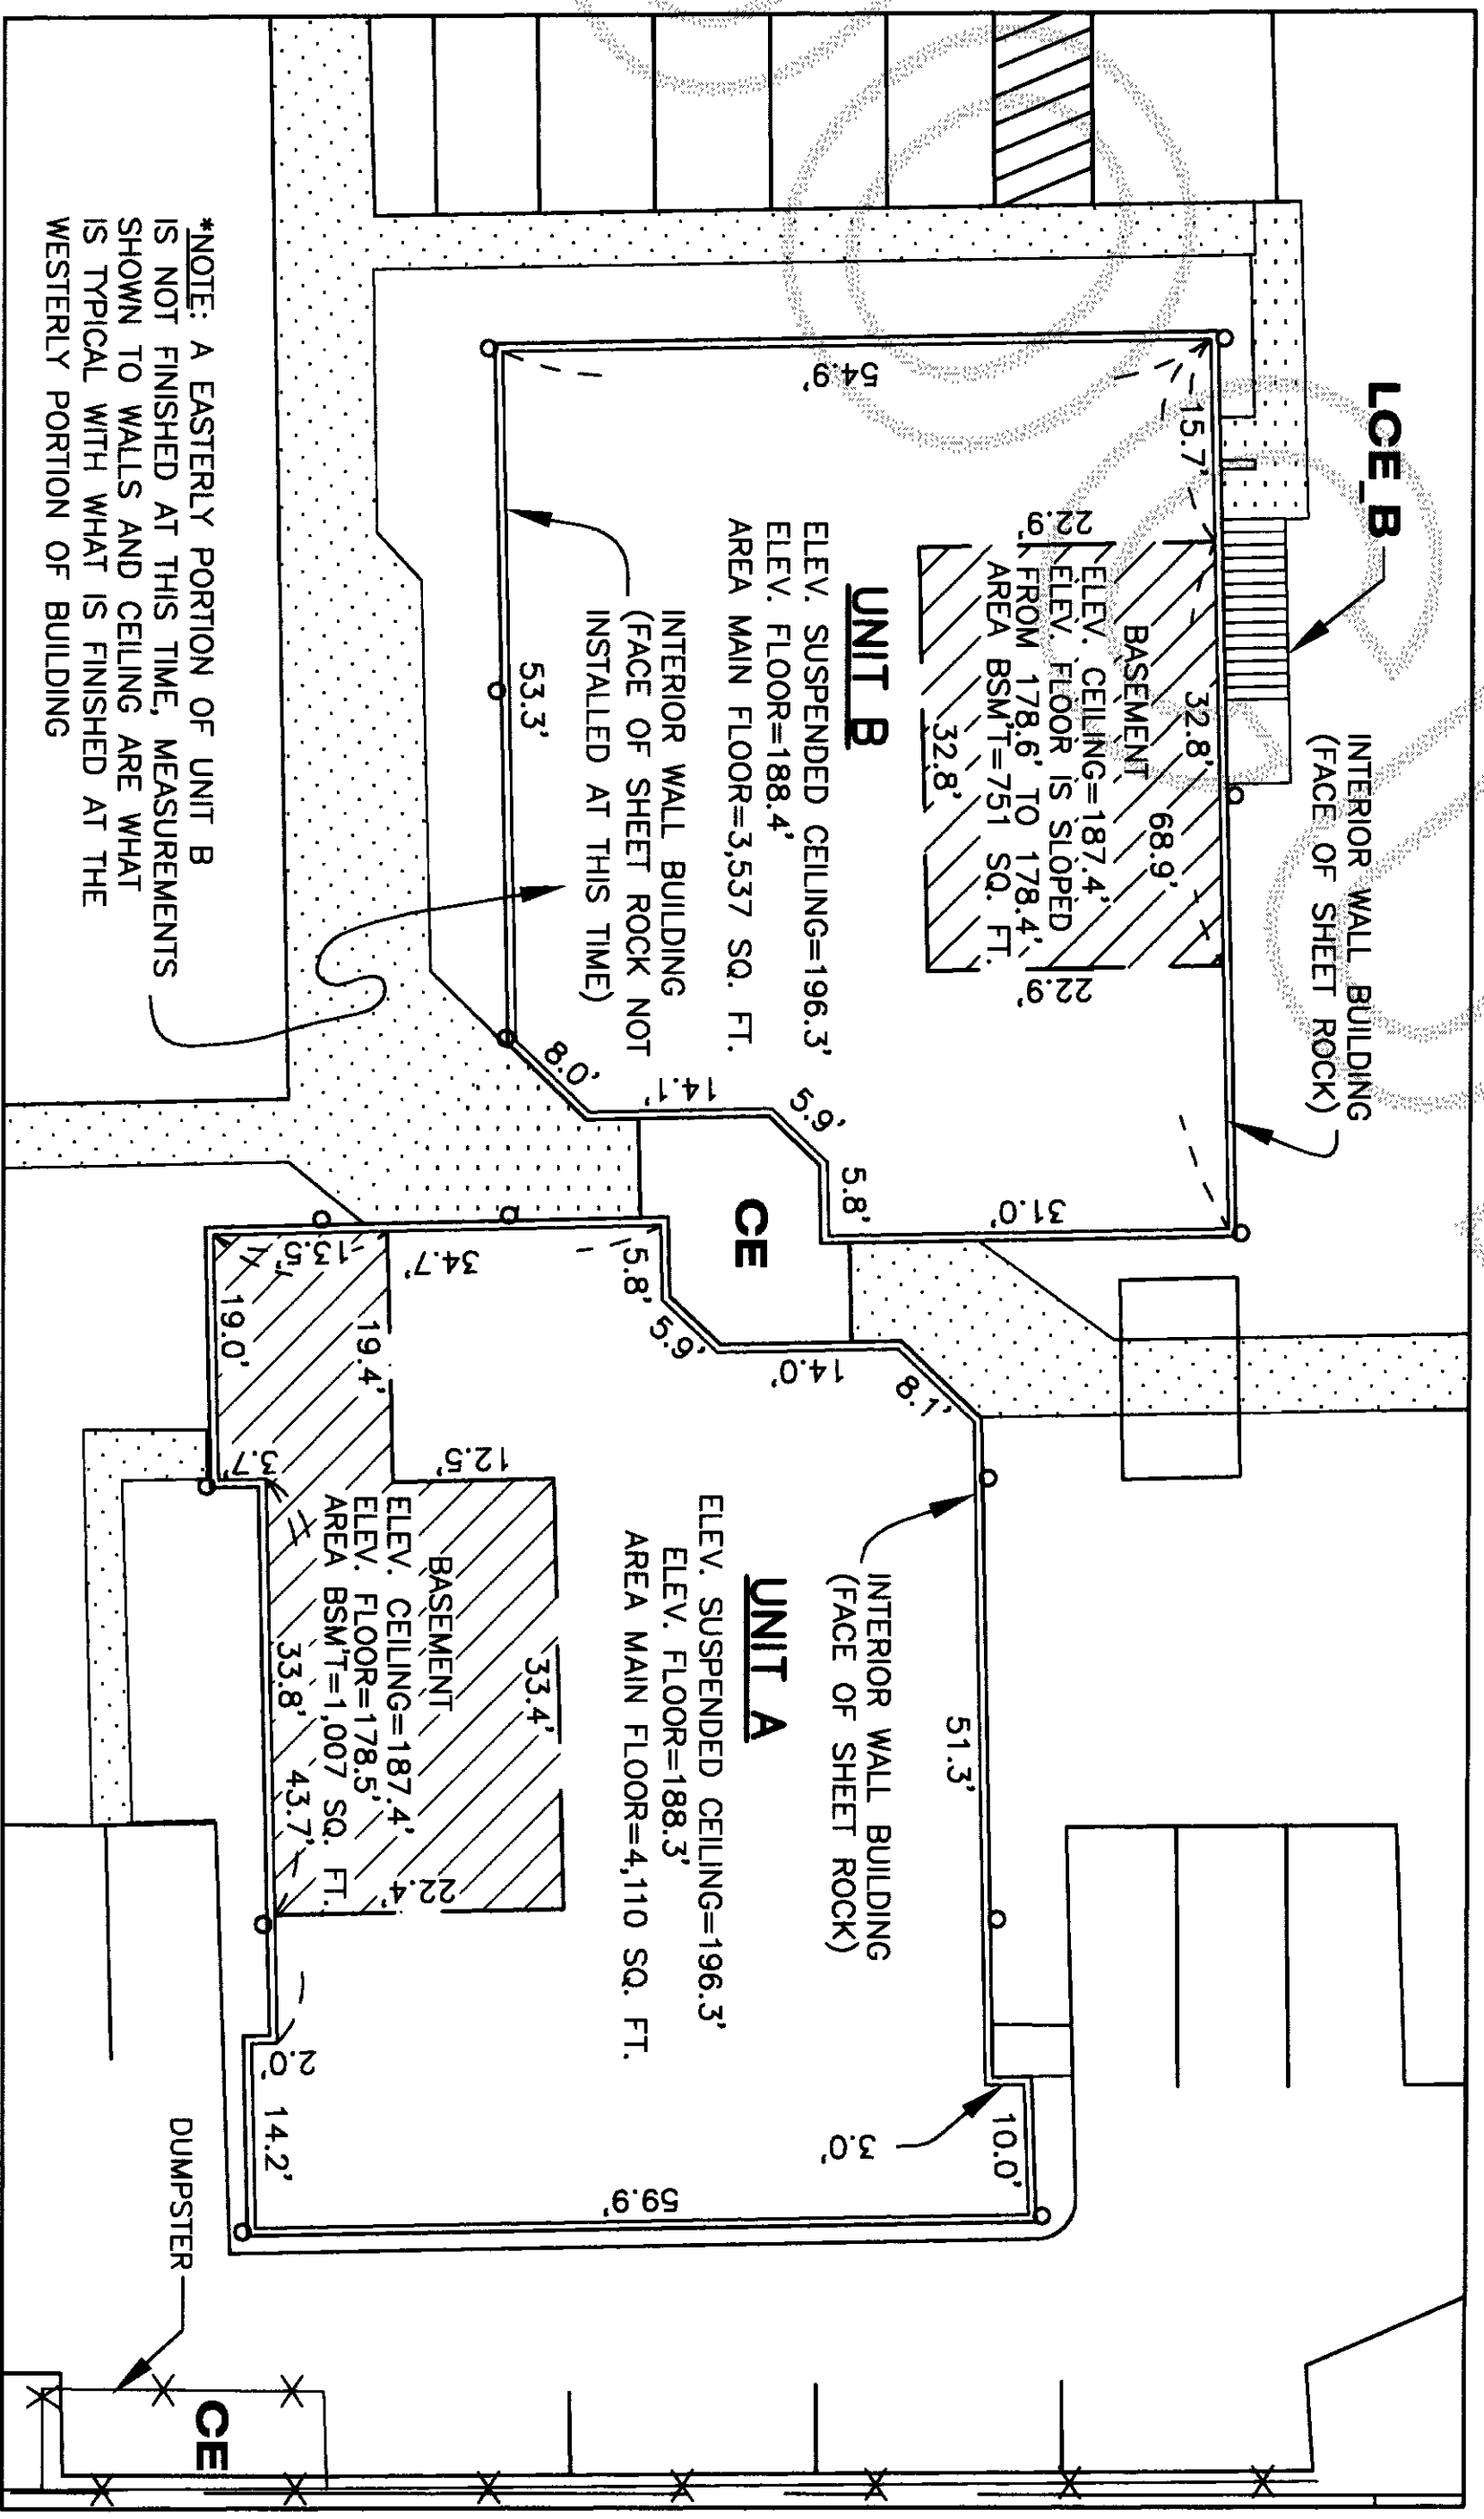 LCE B
INTERIOR WALL BUILDING
(FACE OF SHEET ROCK)
15.7'
32.8'
68.9'
54.9'
22.9'
BASEMENT
ELEV. CEILING=187.4'
ELEV. FLOOR IS SLOPED
FROM 178.6' TO 178.4'
AREA BSM'T=751 SQ. FT.
22.9'
32.8'
31.0'
UNIT B
ELEV. SUSPENDED CEILING=196.3'
ELEV. FLOOR=188.4'
AREA MAIN FLOOR=3,537 SQ. FT.
5.8'
5.9'
14.1'
8.0'
INTERIOR WALL BUILDING
(FACE OF SHEET ROCK NOT
INSTALLED AT THIS TIME)
53.3'
CE
*NOTE: A EASTERLY PORTION OF UNIT B
IS NOT FINISHED AT THIS TIME, MEASUREMENTS
SHOWN TO WALLS AND CEILING ARE WHAT
IS TYPICAL WITH WHAT IS FINISHED AT THE
WESTERLY PORTION OF BUILDING
10.0'
3.0'
51.3'
8.1'
INTERIOR WALL BUILDING
(FACE OF SHEET ROCK)
14.0'
5.9'
5.8'
UNIT A
ELEV. SUSPENDED CEILING=196.3'
ELEV. FLOOR=188.3'
AREA MAIN FLOOR=4,110 SQ. FT.
59.9'
34.7'
13.5'
33.4'
12.5'
19.4'
19.0'
3.7'
BASEMENT
ELEV. CEILING=187.4'
ELEV. FLOOR=178.5'
AREA BSM'T=1,007 SQ. FT.
22.4'
33.8'
43.7'
2.0'
14.2'
DUMPSTER
CE